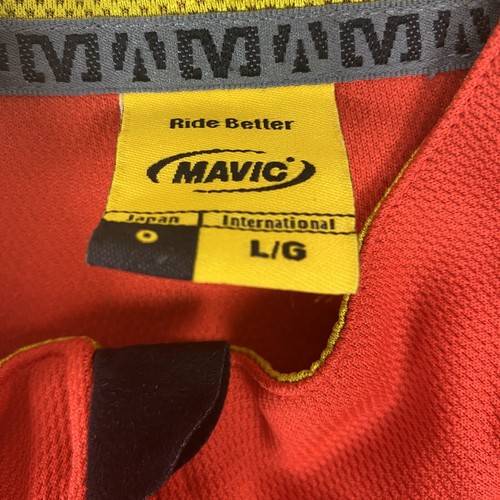 Ride Better
MAVIC
Japan International
O L/G